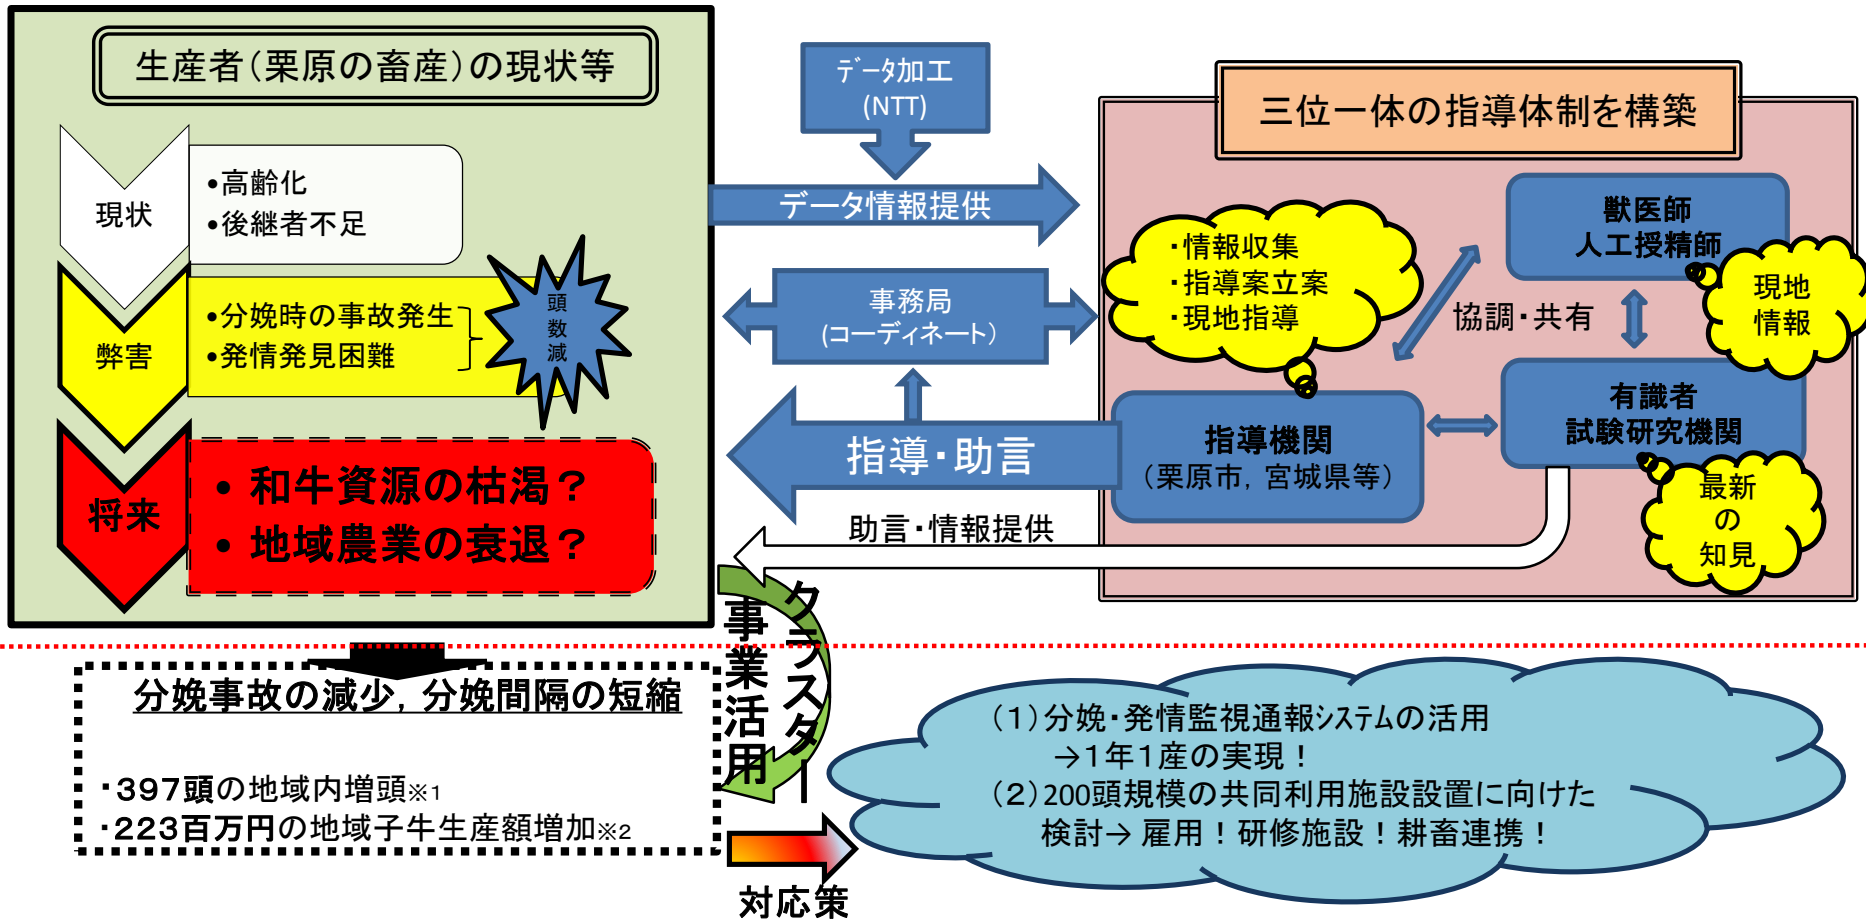 生産者（栗原の畜産）の現状等
現状
•高齢化
•後継者不足
弊害
•分娩時の事故発生
•発情発見困難
頭数減
将来
• 和牛資源の枯渇？
• 地域農業の衰退？
データ加工
(NTT)
データ情報提供
事務局
(コーディネート）
指導・助言
助言・情報提供
三位一体の指導体制を構築
・情報収集
・指導案立案
・現地指導
獣医師
人工授精師
現地
情報
協調・共有
指導機関
（栗原市，宮城県等）
有識者
試験研究機関
最新
の
知見
クラスター
事業活用
分娩事故の減少，分娩間隔の短縮
・397頭の地域内増頭※1
・223百万円の地域子牛生産額増加※2
対応策
（１）分娩・発情監視通報システムの活用
→１年１産の実現！
（２）200頭規模の共同利用施設設置に向けた
検討→ 雇用！研修施設！耕畜連携！